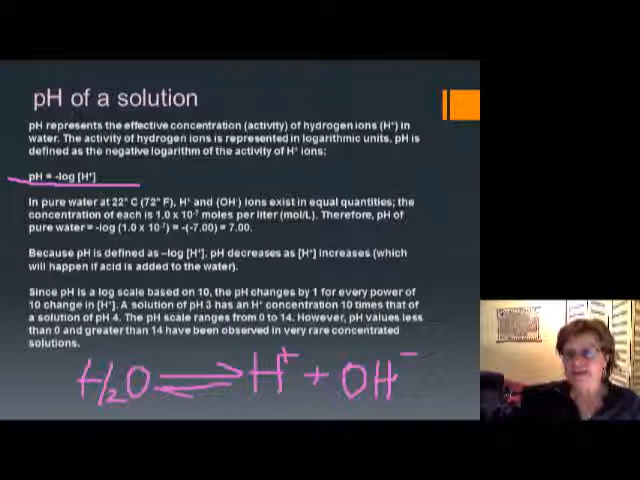 pH of a solution
pH represents the effective concentration (activity) of hydrogen ions (H⁺) in
water. The activity of hydrogen ions is represented in logarithmic units. pH is
defined as the negative logarithm of the activity of H⁺ ions:
pH = -log [H⁺]
In pure water at 22° C (72° F), H⁺ and (OH⁻) ions exist in equal quantities; the
concentration of each is 1.0 x 10⁻⁷ moles per liter (mol/L). Therefore, pH of
pure water = -log (1.0 x 10⁻⁷) = -(-7.00) = 7.00.
Because pH is defined as –log [H⁺], pH decreases as [H⁺] increases (which
will happen if acid is added to the water).
Since pH is a log scale based on 10, the pH changes by 1 for every power of
10 change in [H⁺]. A solution of pH 3 has an H⁺ concentration 10 times that of
a solution of pH 4. The pH scale ranges from 0 to 14. However, pH values less
than 0 and greater than 14 have been observed in very rare concentrated
solutions.
H₂O ⇌ H⁺ + OH⁻